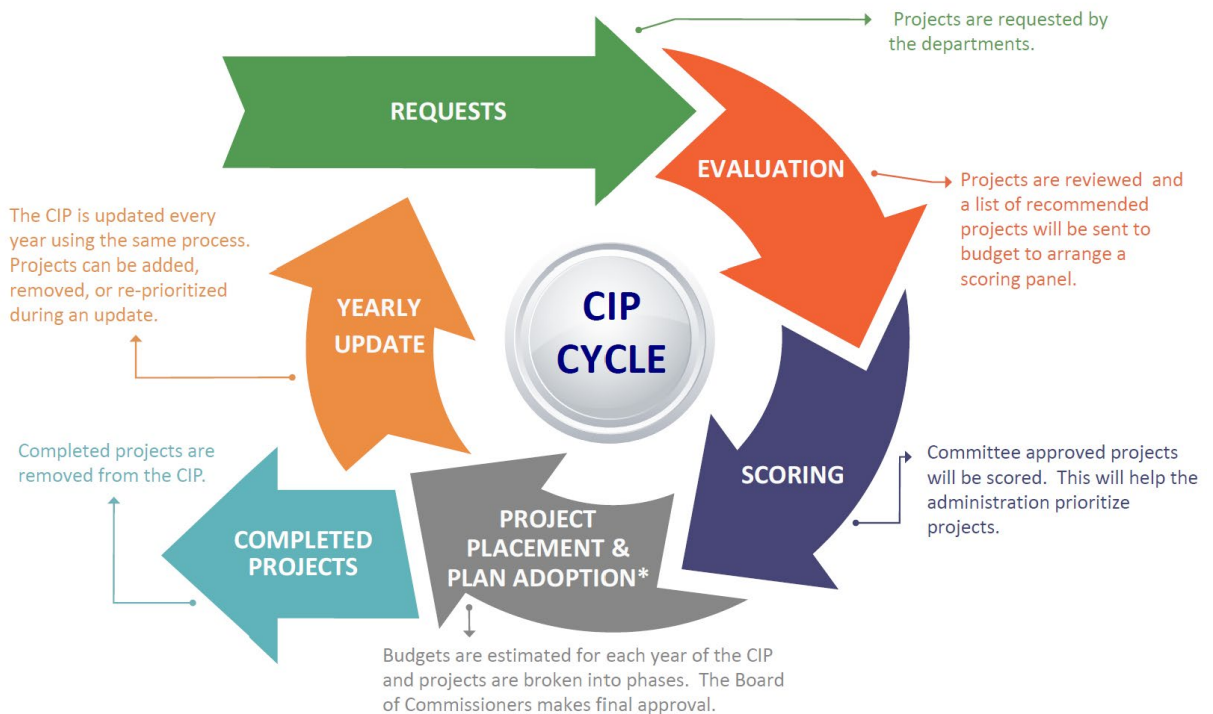 REQUESTS
Projects are requested by
the departments.
EVALUATION
Projects are reviewed and
a list of recommended
projects will be sent to
budget to arrange a
scoring panel.
The CIP is updated every
year using the same process.
Projects can be added,
removed, or re-prioritized
during an update.
YEARLY
UPDATE
CIP
CYCLE
SCORING
Committee approved projects
will be scored. This will help the
administration prioritize
projects.
Completed projects are
removed from the CIP.
COMPLETED
PROJECTS
PROJECT
PLACEMENT &
PLAN ADOPTION*
Budgets are estimated for each year of the CIP
and projects are broken into phases. The Board
of Commissioners makes final approval.